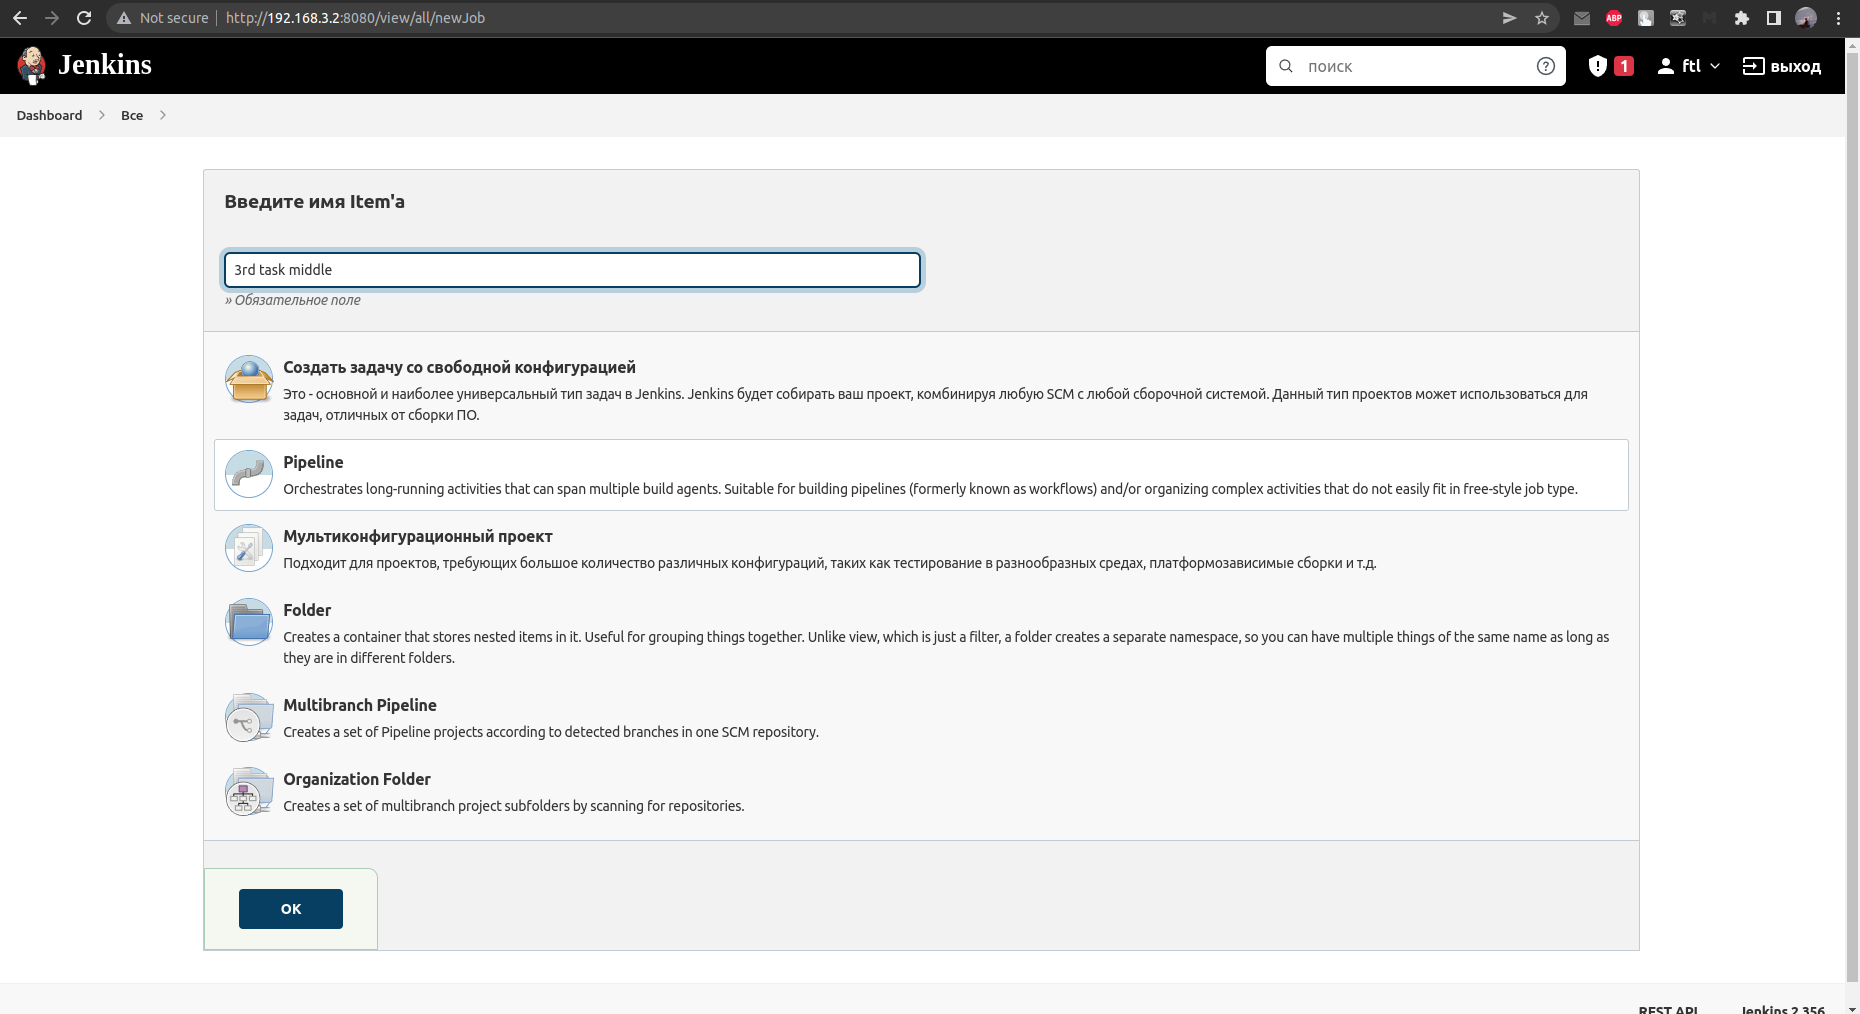 Not secure | http://192.168.3.2:8080/view/all/newJob
ABP
Jenkins
поиск
1
ftl
выход
Dashboard
Все
Введите имя Item'a
3rd task middle
» Обязательное поле
Создать задачу со свободной конфигурацией
Это - основной и наиболее универсальный тип задач в Jenkins. Jenkins будет собирать ваш проект, комбинируя любую SCM с любой сборочной системой. Данный тип проектов может использоваться для
задач, отличных от сборки ПО.
Pipeline
Orchestrates long-running activities that can span multiple build agents. Suitable for building pipelines (formerly known as workflows) and/or organizing complex activities that do not easily fit in free-style job type.
Мультиконфигурационный проект
Подходит для проектов, требующих большое количество различных конфигураций, таких как тестирование в разнообразных средах, платформозависимые сборки и т.д.
Folder
Creates a container that stores nested items in it. Useful for grouping things together. Unlike view, which is just a filter, a folder creates a separate namespace, so you can have multiple things of the same name as long as
they are in different folders.
Multibranch Pipeline
Creates a set of Pipeline projects according to detected branches in one SCM repository.
Organization Folder
Creates a set of multibranch project subfolders by scanning for repositories.
OK
REST API
Jenkins 2.356